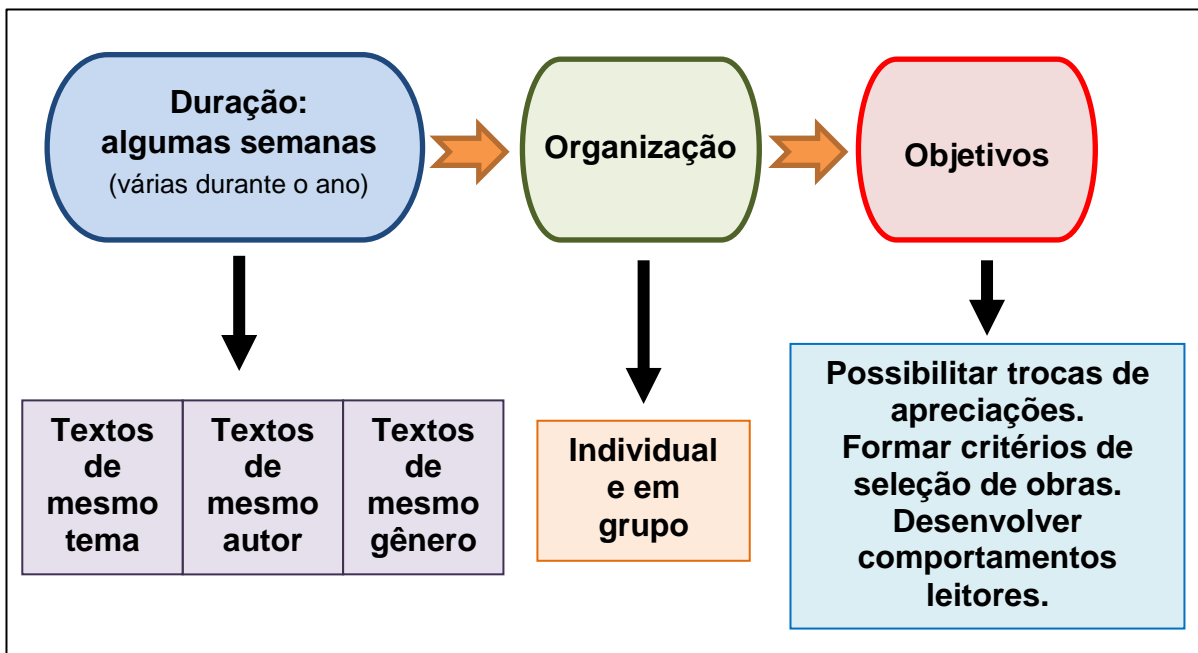 Duração:
algumas semanas
(várias durante o ano)
Organização
Objetivos
Textos
de
mesmo
tema
Textos
de
mesmo
autor
Textos
de
mesmo
gênero
Individual
e em
grupo
Possibilitar trocas de
apreciações.
Formar critérios de
seleção de obras.
Desenvolver
comportamentos
leitores.